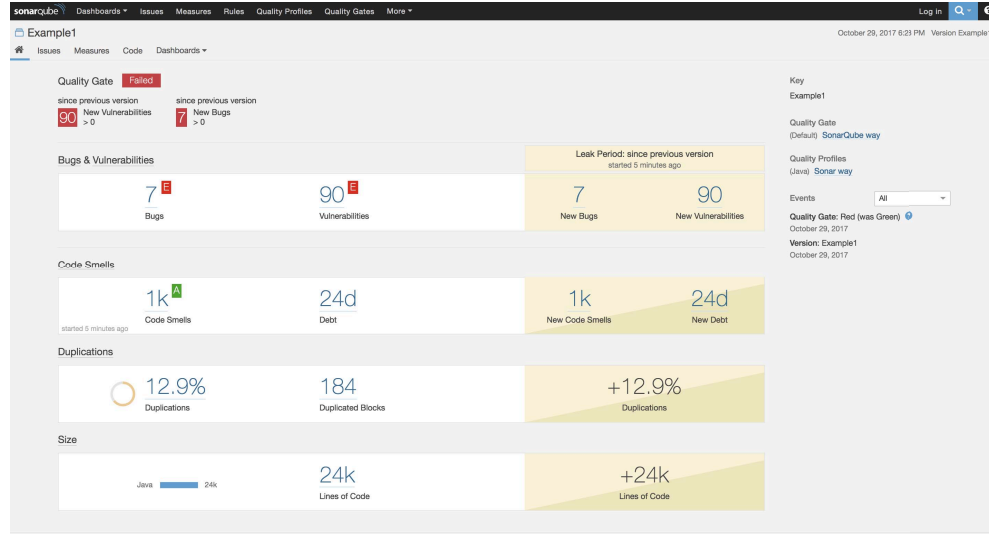 sonarqube Dashboards Issues Measures Rules Quality Profiles Quality Gates More Log in
Example1 October 29, 2017 6:23 PM Version Example1
Issues Measures Code Dashboards
Quality Gate Failed
since previous version since previous version
90 New Vulnerabilities 7 New Bugs
> 0 > 0
Bugs & Vulnerabilities
Leak Period: since previous version
started 5 minutes ago
7 E 90 E 7 90
Bugs Vulnerabilities New Bugs New Vulnerabilities
Code Smells
1k A 24d 1k 24d
Code Smells Debt New Code Smells New Debt
started 5 minutes ago
Duplications
12.9% 184 +12.9%
Duplications Duplicated Blocks Duplications
Size
Java 24k 24k +24k
Lines of Code Lines of Code
Key
Example1
Quality Gate
(Default) SonarQube way
Quality Profiles
(Java) Sonar way
Events All
Quality Gate: Red (was Green) ?
October 29, 2017
Version: Example1
October 29, 2017